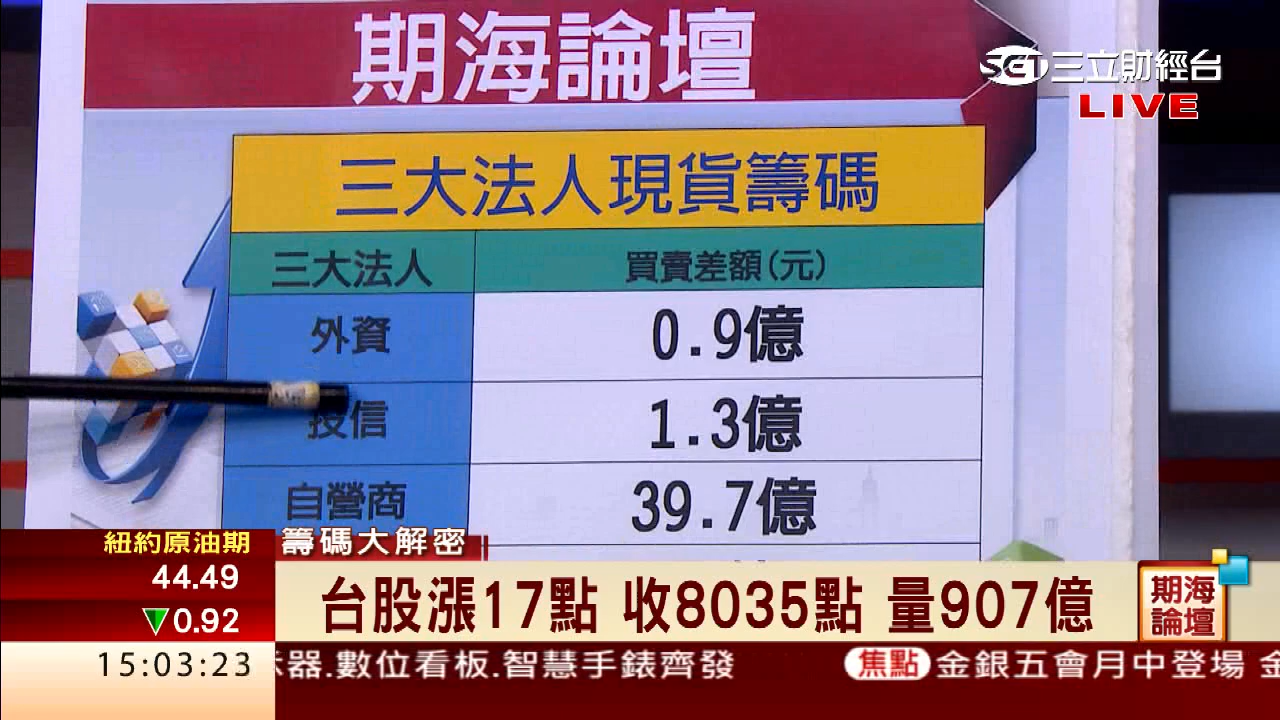 期海論壇
SET三立財經台
LIVE
三大法人現貨籌碼
三大法人 買賣差額(元)
外資 0.9億
投信 1.3億
自營商 39.7億
紐約原油期
44.49
▼0.92
籌碼大解密
台股漲17點 收8035點 量907億
期海
論壇
15:03:23
示器.數位看板.智慧手錶齊發 焦點 金銀五會月中登場 金